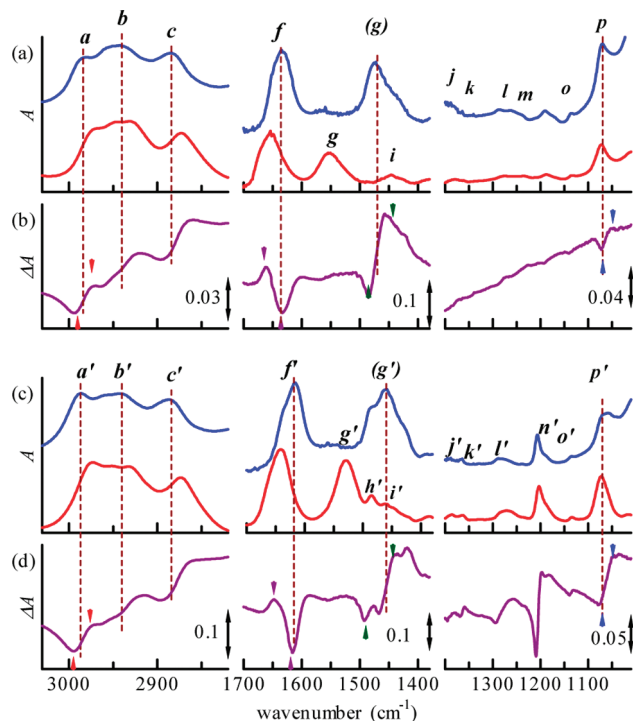 a b c f (g) p
(a) j k l m o
A g i
(b)
ΔA 0.03 0.1 0.04
a' b' c' f' (g') p'
(c) g' h' i' j' k' l' n' o'
A
(d)
ΔA 0.1 0.1 0.05
3000 2900 1700 1600 1500 1400 1300 1200 1100
wavenumber (cm⁻¹)